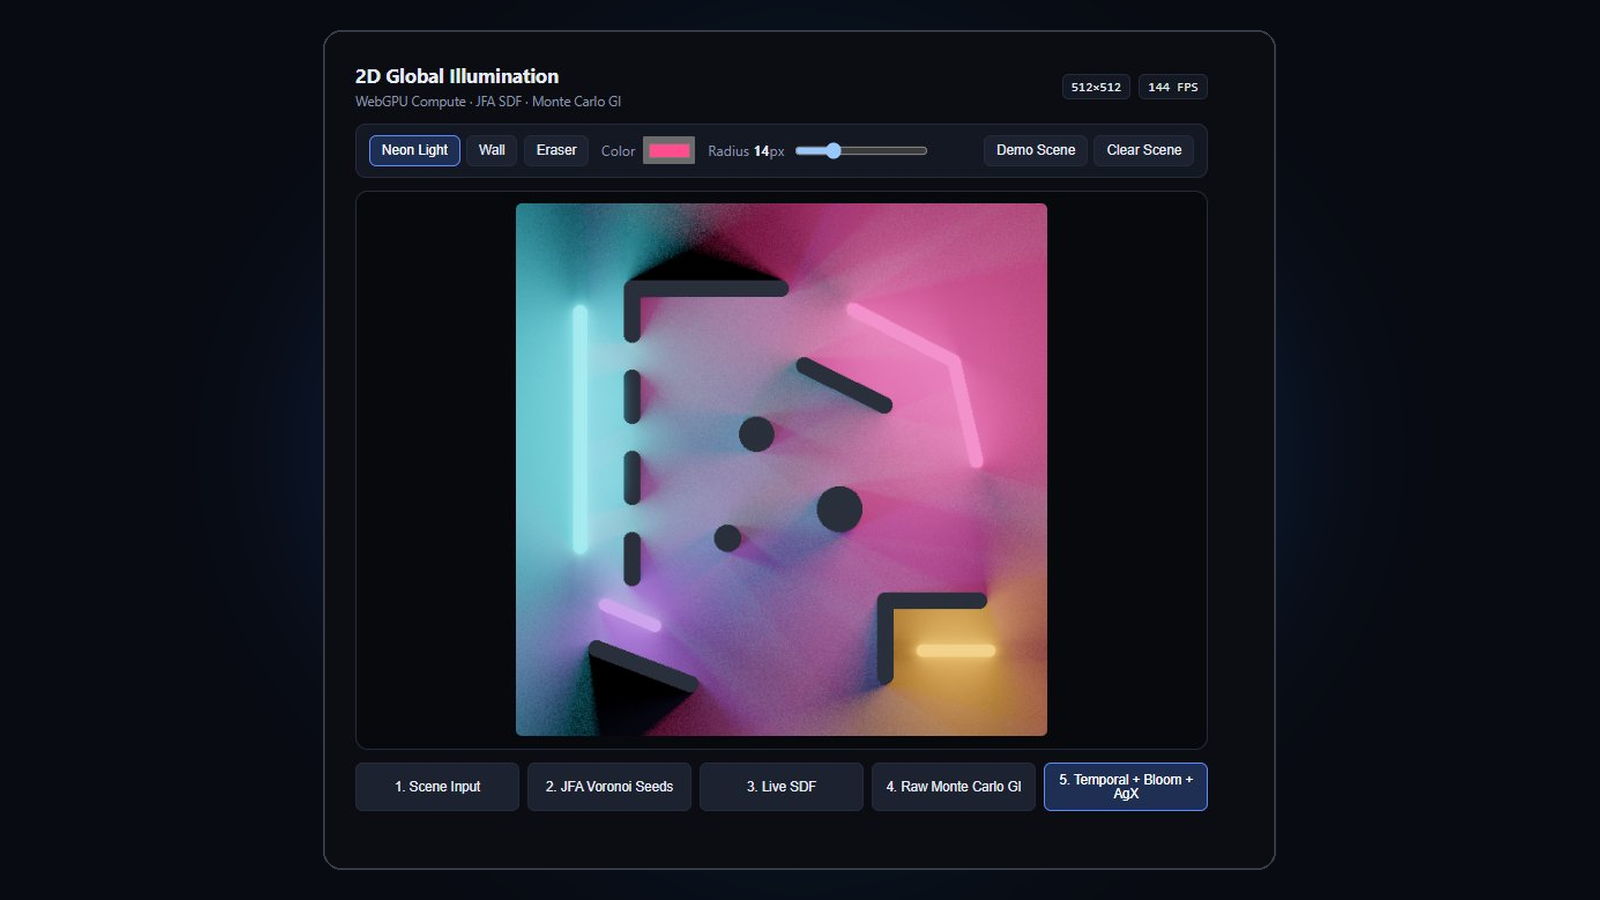 2D Global Illumination
WebGPU Compute · JFA SDF · Monte Carlo GI
512×512
144 FPS
Neon Light
Wall
Eraser
Color
Radius 14px
Demo Scene
Clear Scene
1. Scene Input
2. JFA Voronoi Seeds
3. Live SDF
4. Raw Monte Carlo GI
5. Temporal + Bloom +
AgX